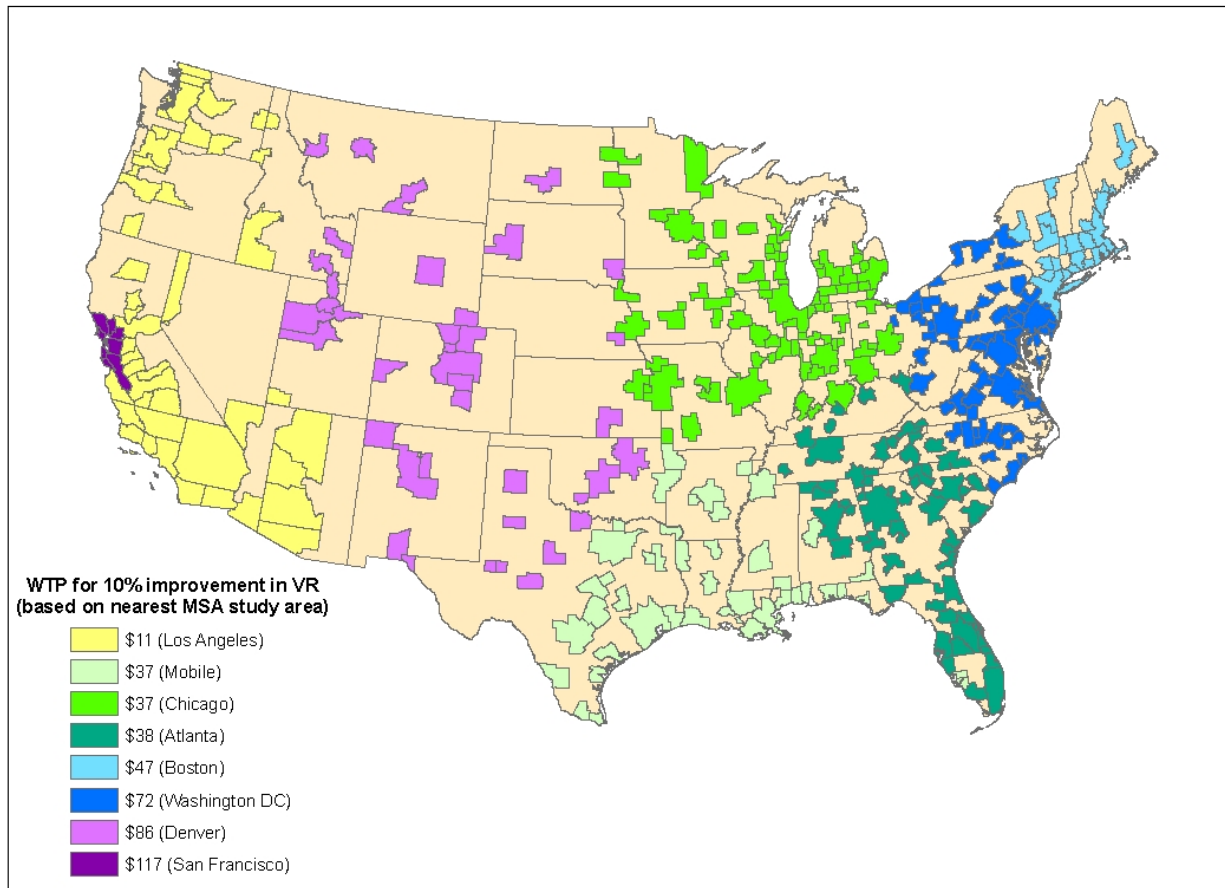 WTP for 10% improvement in VR
(based on nearest MSA study area)
$11 (Los Angeles)
$37 (Mobile)
$37 (Chicago)
$38 (Atlanta)
$47 (Boston)
$72 (Washington DC)
$86 (Denver)
$117 (San Francisco)